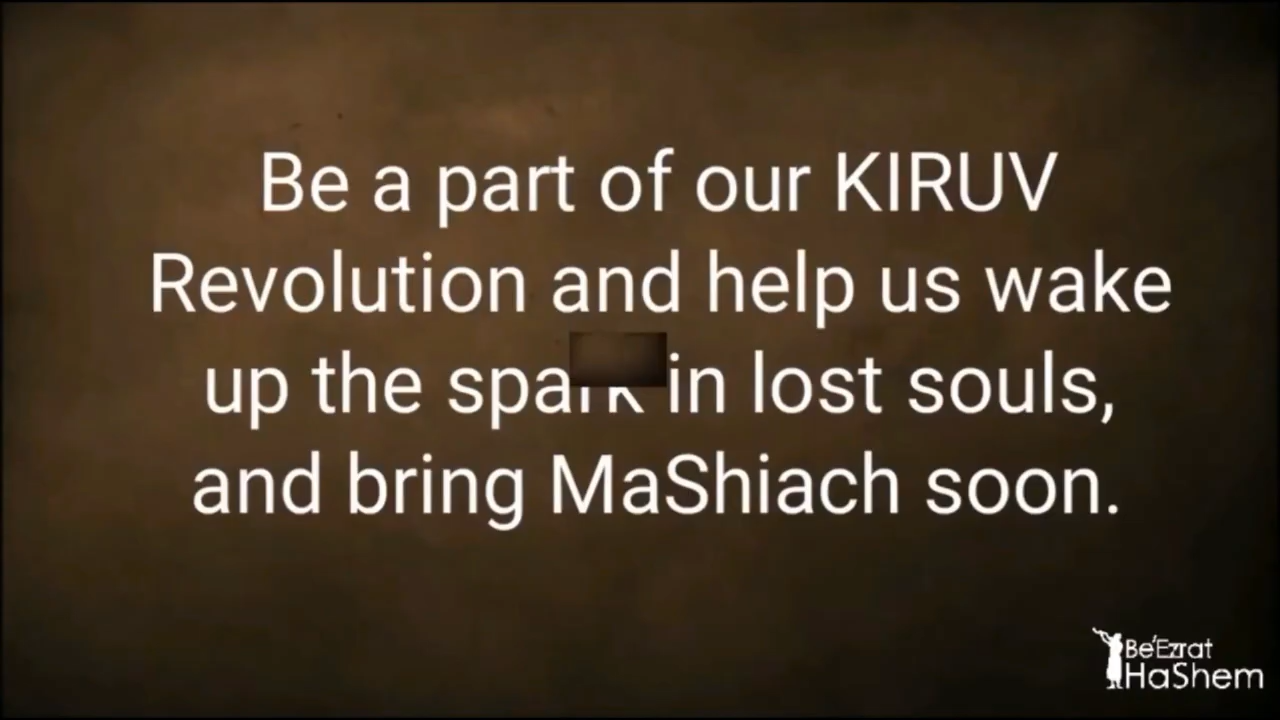 Be a part of our KIRUV
Revolution and help us wake
up the spark in lost souls,
and bring MaShiach soon.
Be'Ezrat
HaShem